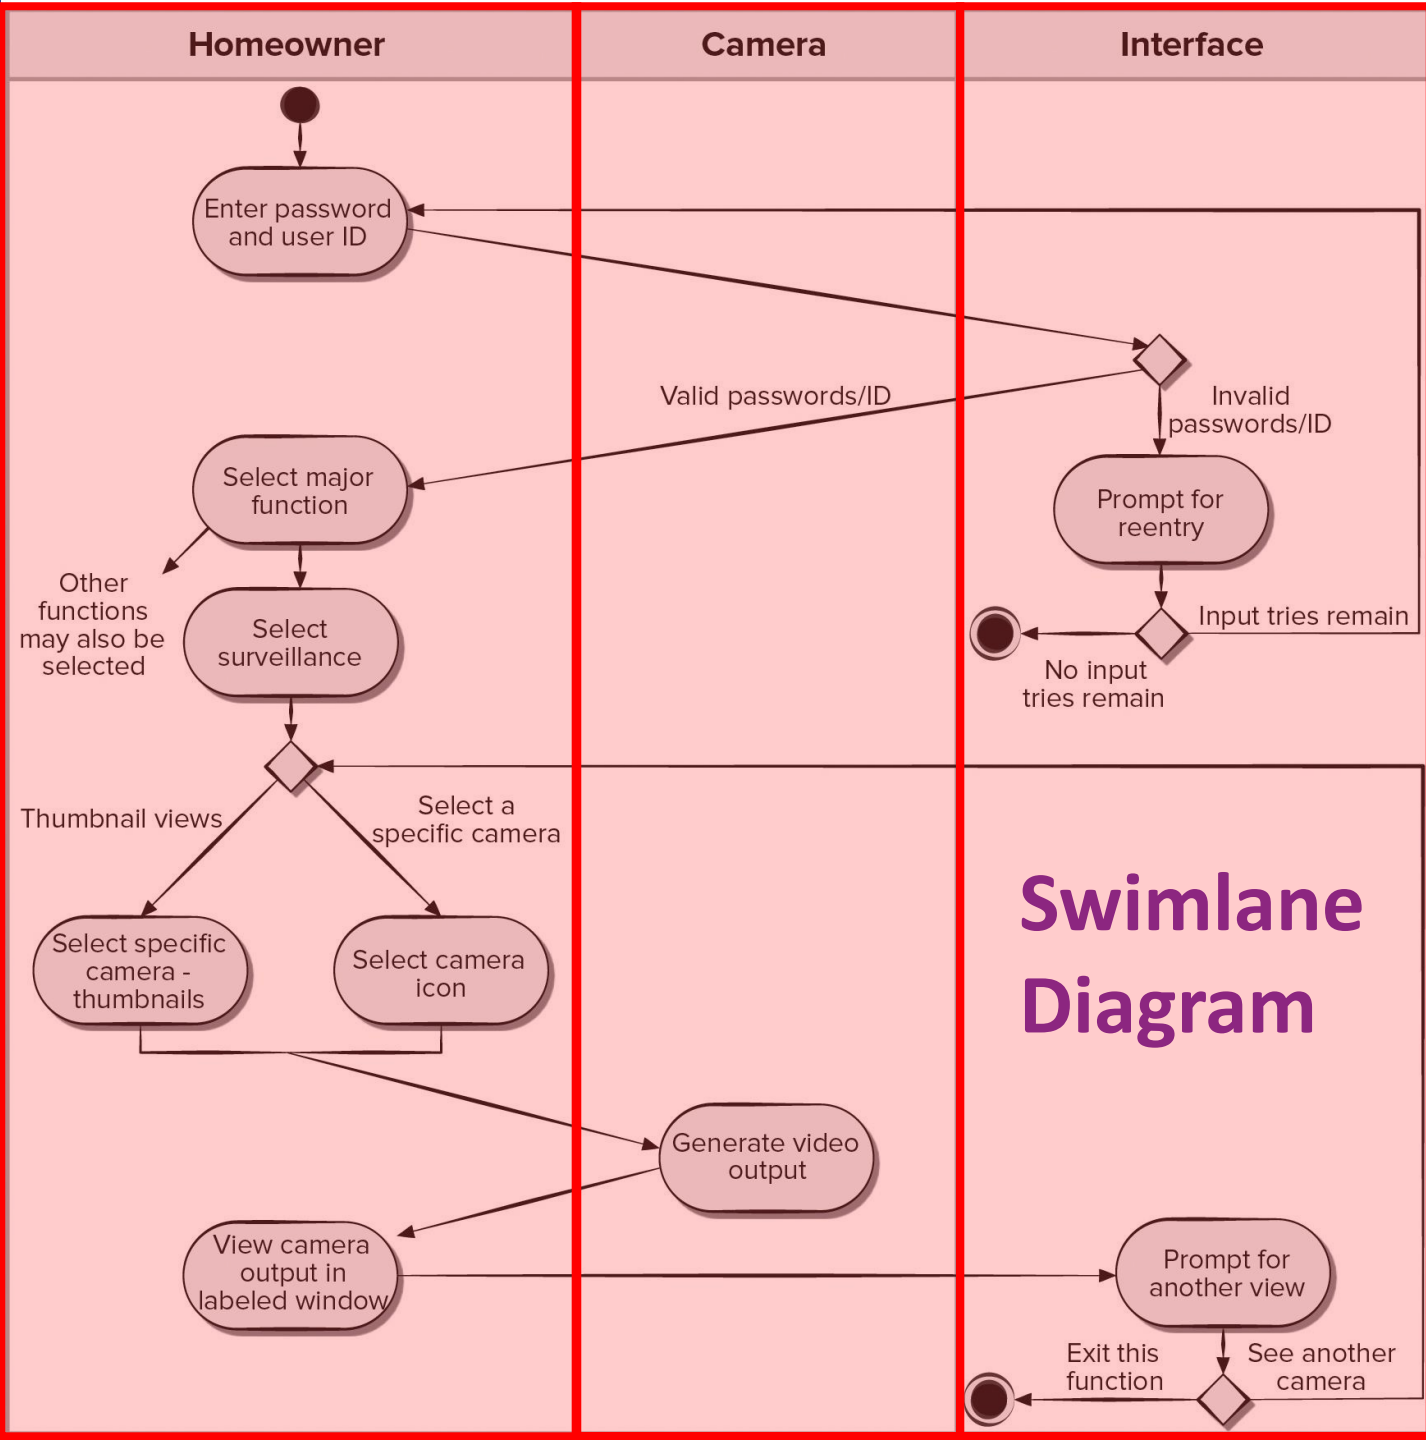 Homeowner
Camera
Interface
Enter password
and user ID
Valid passwords/ID
Invalid
passwords/ID
Select major
function
Prompt for
reentry
Other
functions
may also be
selected
Select
surveillance
Input tries remain
No input
tries remain
Thumbnail views
Select a
specific camera
Swimlane
Diagram
Select specific
camera -
thumbnails
Select camera
icon
Generate video
output
View camera
output in
labeled window
Prompt for
another view
Exit this
function
See another
camera